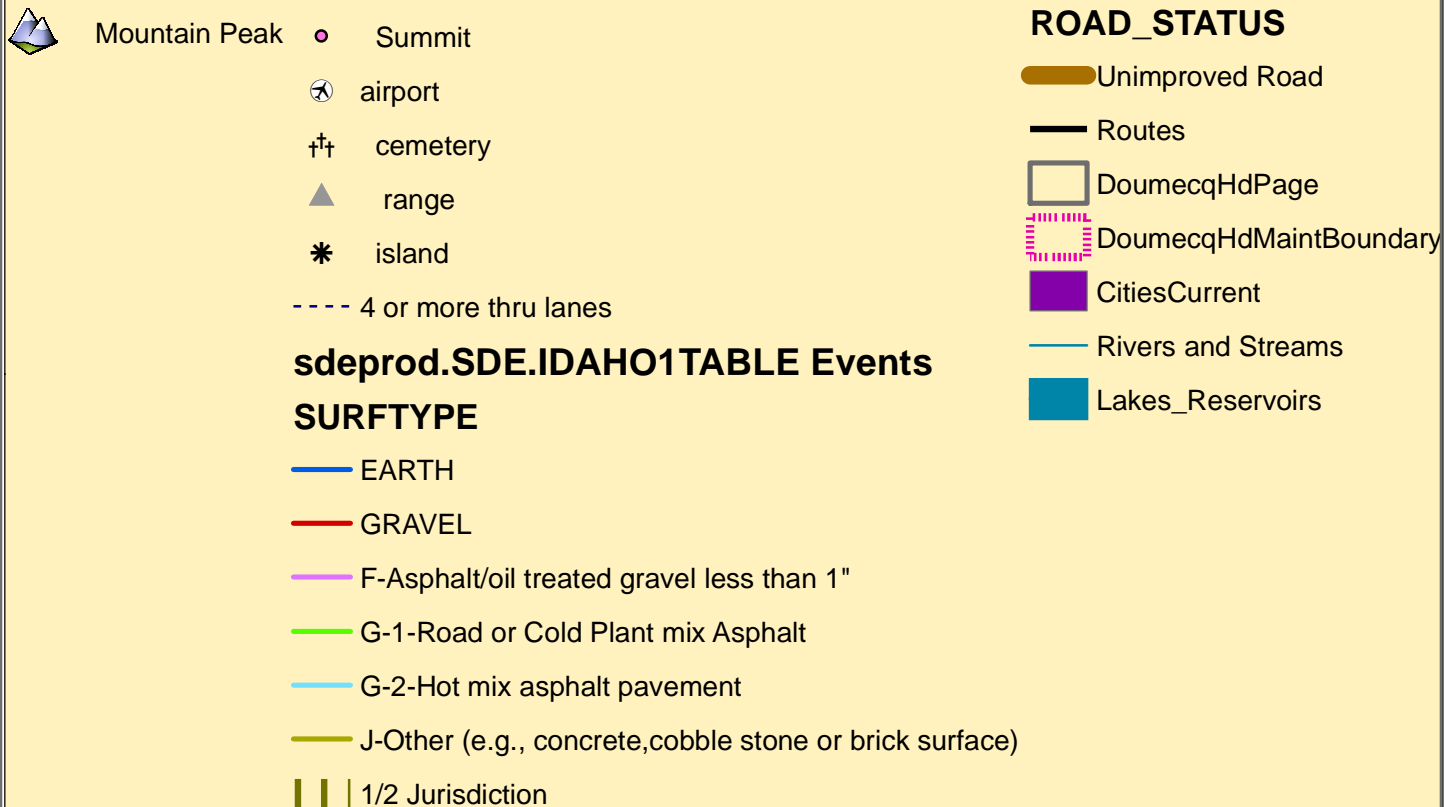 Mountain Peak
Summit
airport
cemetery
range
island
4 or more thru lanes
sdeprod.SDE.IDAHO1TABLE Events
SURFTYPE
EARTH
GRAVEL
F-Asphalt/oil treated gravel less than 1"
G-1-Road or Cold Plant mix Asphalt
G-2-Hot mix asphalt pavement
J-Other (e.g., concrete,cobble stone or brick surface)
1/2 Jurisdiction
ROAD_STATUS
Unimproved Road
Routes
DoumecqHdPage
DoumecqHdMaintBoundary
CitiesCurrent
Rivers and Streams
Lakes_Reservoirs